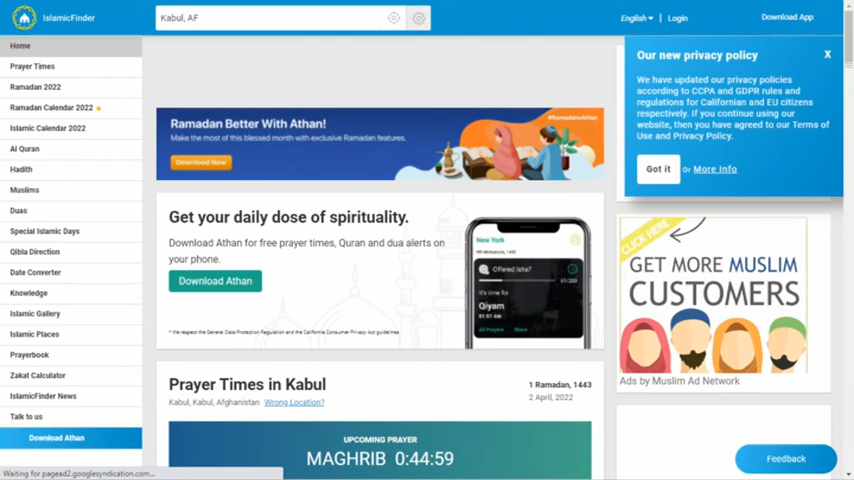 IslamicFinder
Kabul, AF
English
Login
Download App
Home
Prayer Times
Ramadan 2022
Ramadan Calendar 2022
Islamic Calendar 2022
Al Quran
Hadith
Muslims
Duas
Special Islamic Days
Qibla Direction
Date Converter
Knowledge
Islamic Gallery
Islamic Places
Prayerbook
Zakat Calculator
IslamicFinder News
Talk to us
Download Athan
Waiting for pagead2.googlesyndication.com...
Ramadan Better With Athan!
Make the most of this blessed month with exclusive Ramadan features.
Download Now
#RamadanwAthan
Get your daily dose of spirituality.
Download Athan for free prayer times, Quran and dua alerts on
your phone.
Download Athan
* We respect the General Data Protection Regulation and the California Consumer Privacy Act guidelines
New York
Offered Isha?
It's time for
Qiyam
01:51 AM
All Prayers Share
Prayer Times in Kabul
Kabul, Kabul, Afghanistan Wrong Location?
1 Ramadan, 1443
2 April, 2022
UPCOMING PRAYER
MAGHRIB 0:44:59
Our new privacy policy
X
We have updated our privacy policies
according to CCPA and GDPR rules and
regulations for Californian and EU citizens
respectively. If you continue using our
website, then you have agreed to our Terms of
Use and Privacy Policy.
Got it Or More Info
CLICK HERE
GET MORE MUSLIM
CUSTOMERS
Ads by Muslim Ad Network
Feedback